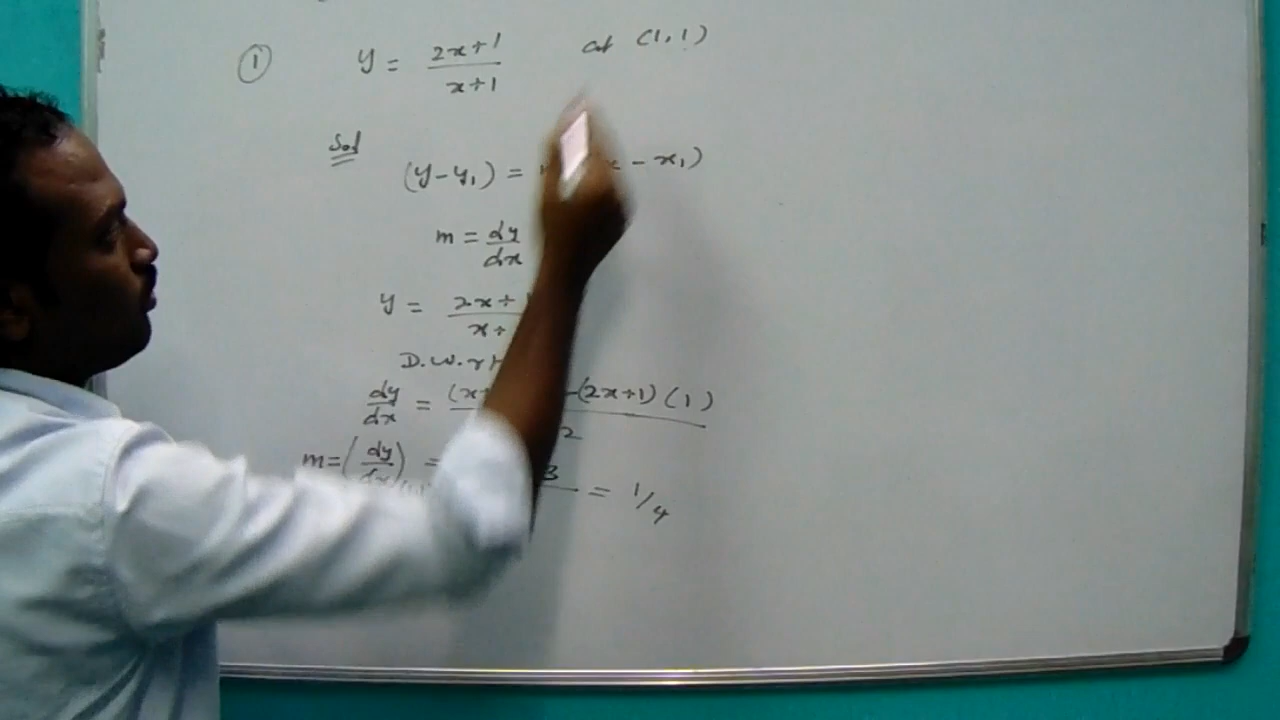 ① y = (2x+1)/(x+1) at (1,1)
Sol
(y-y₁) = - x₁)
m = dy/dx
y = 2x+ / x+
D.W.r
dy/dx = (x+ -(2x+1)(1) / 2
m=(dy/dx) = 3 = 1/4